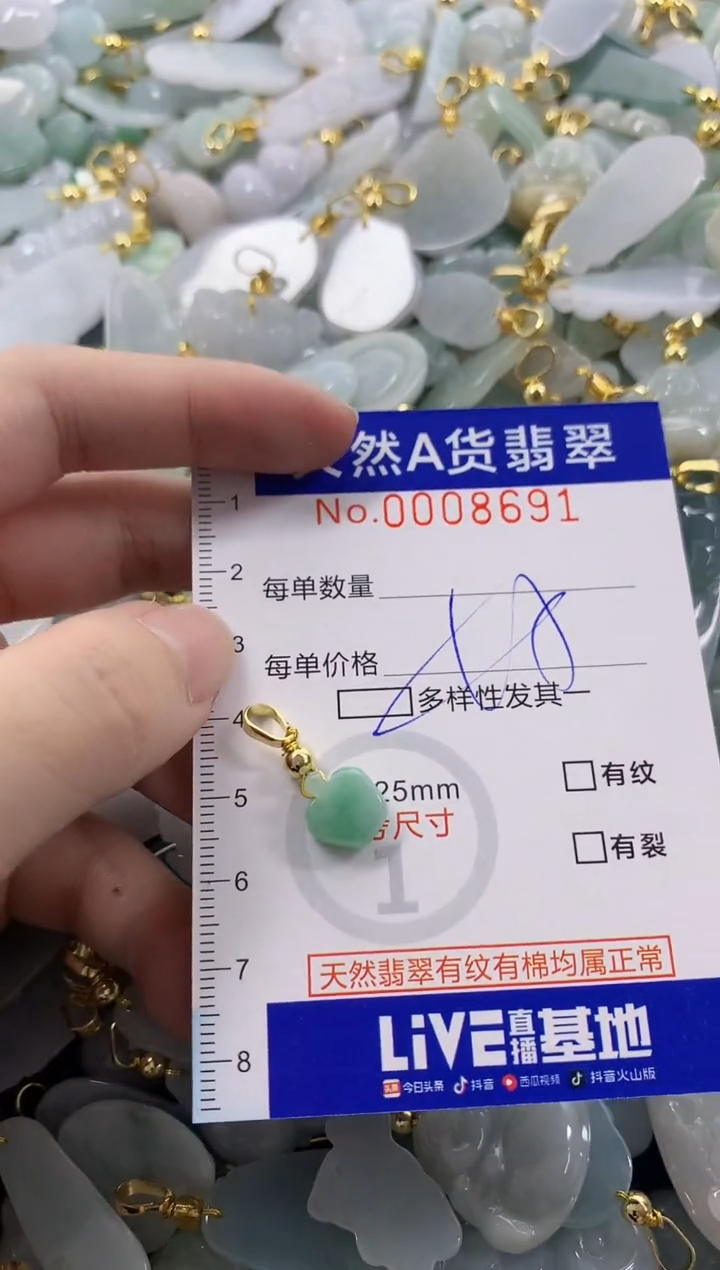 然A货翡翠
No.0008691
1
2
3
4
5
6
7
8
每单数量
每单价格
多样性发其一
25mm
尺寸
1
有纹
有裂
天然翡翠有纹有棉均属正常
LiVE直播基地
头条 今日头条 抖音 西瓜视频 抖音火山版